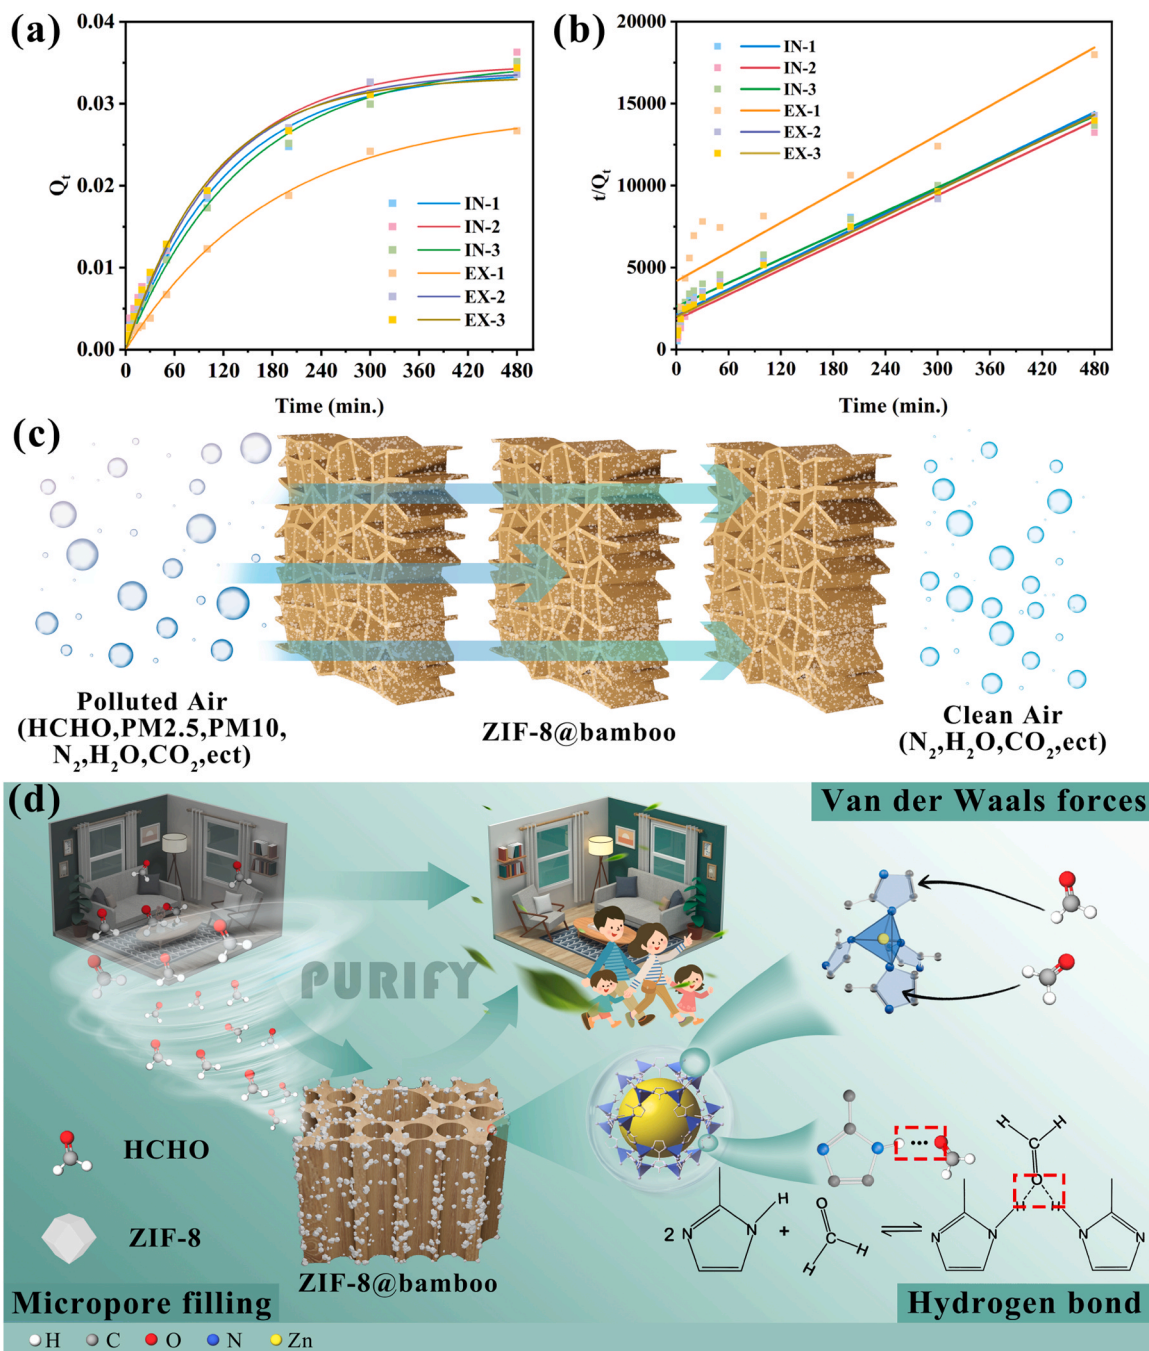 (a)
0.04
0.03
0.02
0.01
0.00
Qt
0 60 120 180 240 300 360 420 480
Time (min.)
IN-1
IN-2
IN-3
EX-1
EX-2
EX-3
(b)
20000
15000
10000
5000
0
t/Qt
0 60 120 180 240 300 360 420 480
Time (min.)
IN-1
IN-2
IN-3
EX-1
EX-2
EX-3
(c)
Polluted Air
(HCHO,PM2.5,PM10,
N2,H2O,CO2,ect)
ZIF-8@bamboo
Clean Air
(N2,H2O,CO2,ect)
(d)
Van der Waals forces
PURIFY
HCHO
ZIF-8
ZIF-8@bamboo
2 N N H + O C H H ⇌ H H C O H H N N N N
Micropore filling
Hydrogen bond
H C O N Zn